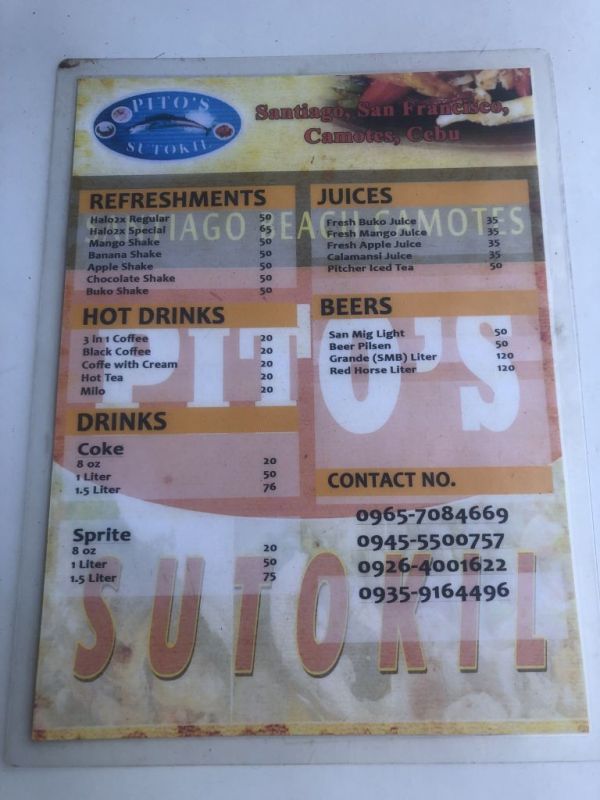 PITO'S
SUTOKIL
Santiago, San Francisco,
Camotes, Cebu
REFRESHMENTS
Halo2x Regular 50
Halo2x Special 65
Mango Shake 50
Banana Shake 50
Apple Shake 50
Chocolate Shake 50
Buko Shake 50
HOT DRINKS
3 in 1 Coffee 20
Black Coffee 20
Coffe with Cream 20
Hot Tea 20
Milo 20
DRINKS
Coke
8 oz 20
1 Liter 50
1.5 Liter 76
Sprite
8 oz 20
1 Liter 50
1.5 Liter 75
JUICES
Fresh Buko Juice 35
Fresh Mango Juice 35
Fresh Apple Juice 35
Calamansi Juice 35
Pitcher Iced Tea 50
BEERS
San Mig Light 50
Beer Pilsen 50
Grande (SMB) Liter 120
Red Horse Liter 120
CONTACT NO.
0965-7084669
0945-5500757
0926-4001622
0935-9164496
PITO'S
SUTOKIL